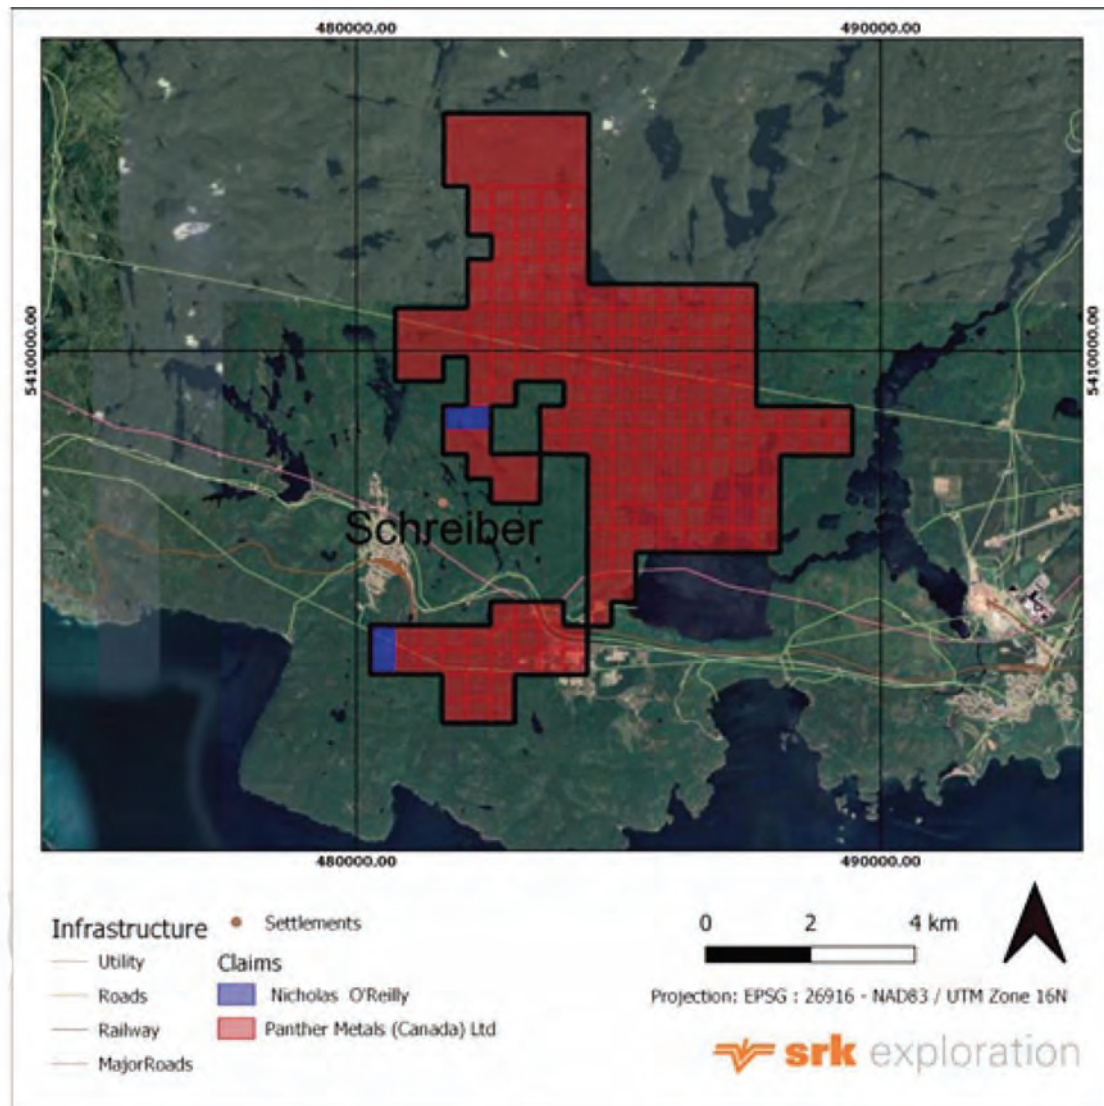 480000.00 490000.00
5410000.00 5410000.00
Schreiber
480000.00 490000.00
Infrastructure
Utility
Roads
Railway
MajorRoads
Settlements
Claims
Nicholas O'Reilly
Panther Metals (Canada) Ltd
0 2 4 km
Projection: EPSG : 26916 - NAD83 / UTM Zone 16N
srk exploration